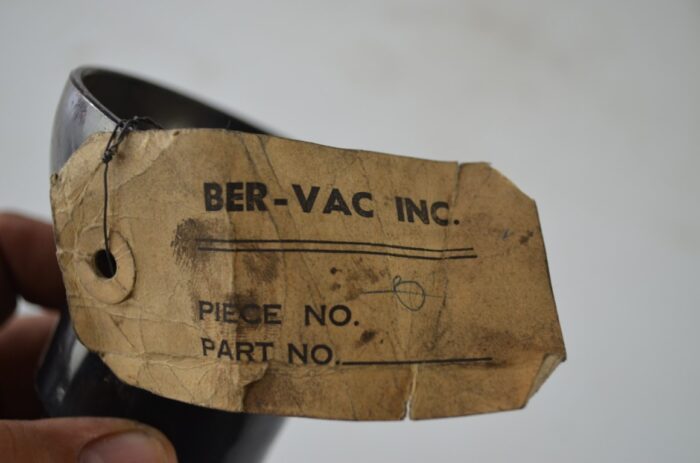 BER-VAC INC.
PIECE NO.
PART NO.